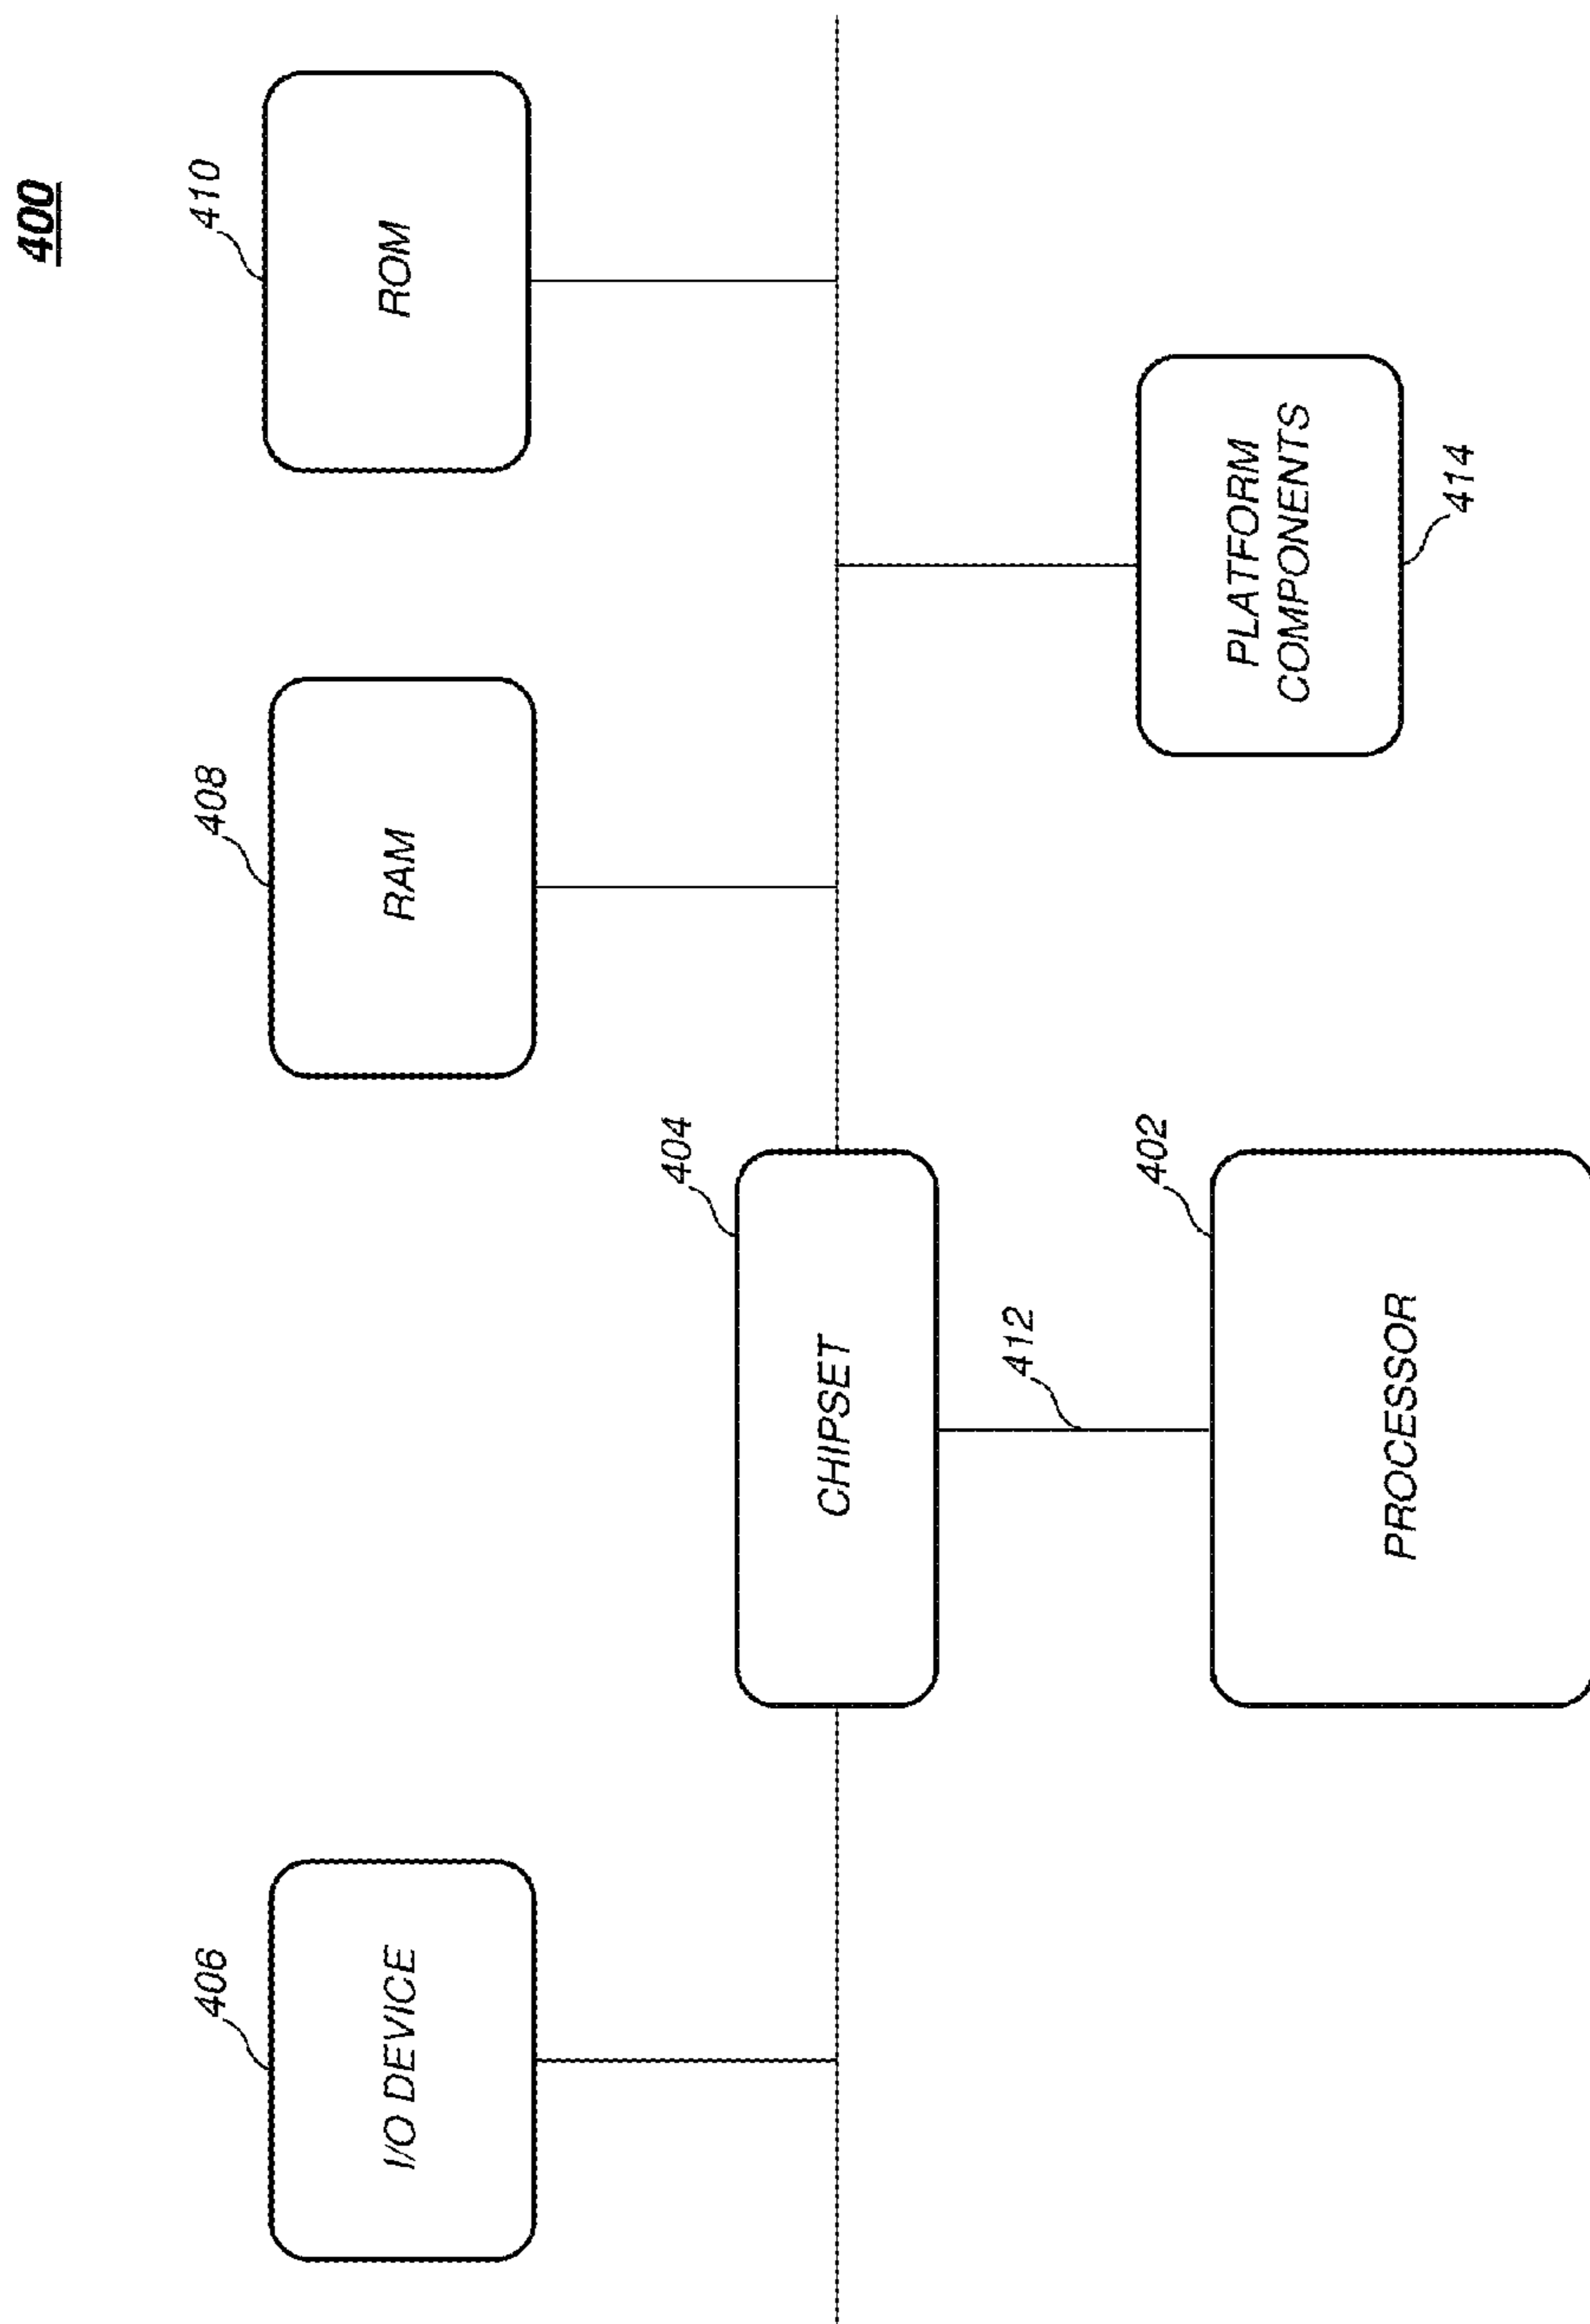 400
406
I/O DEVICE
408
RAM
410
ROM
404
CHIPSET
412
402
PROCESSOR
PLATFORM
COMPONENTS
414